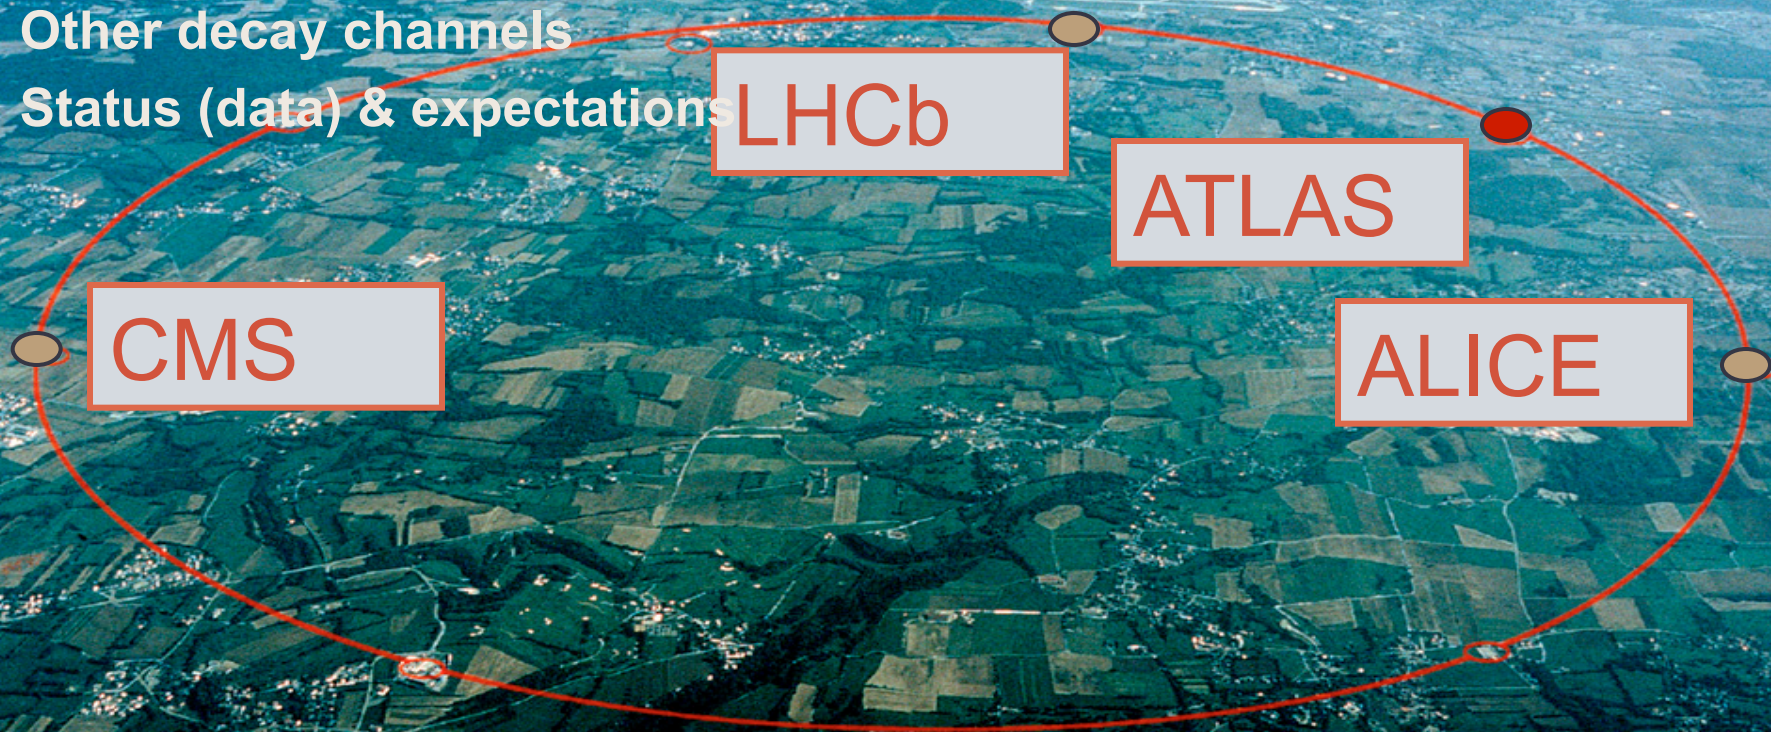 Other decay channels
Status (data) & expectations
LHCb
ATLAS
CMS
ALICE